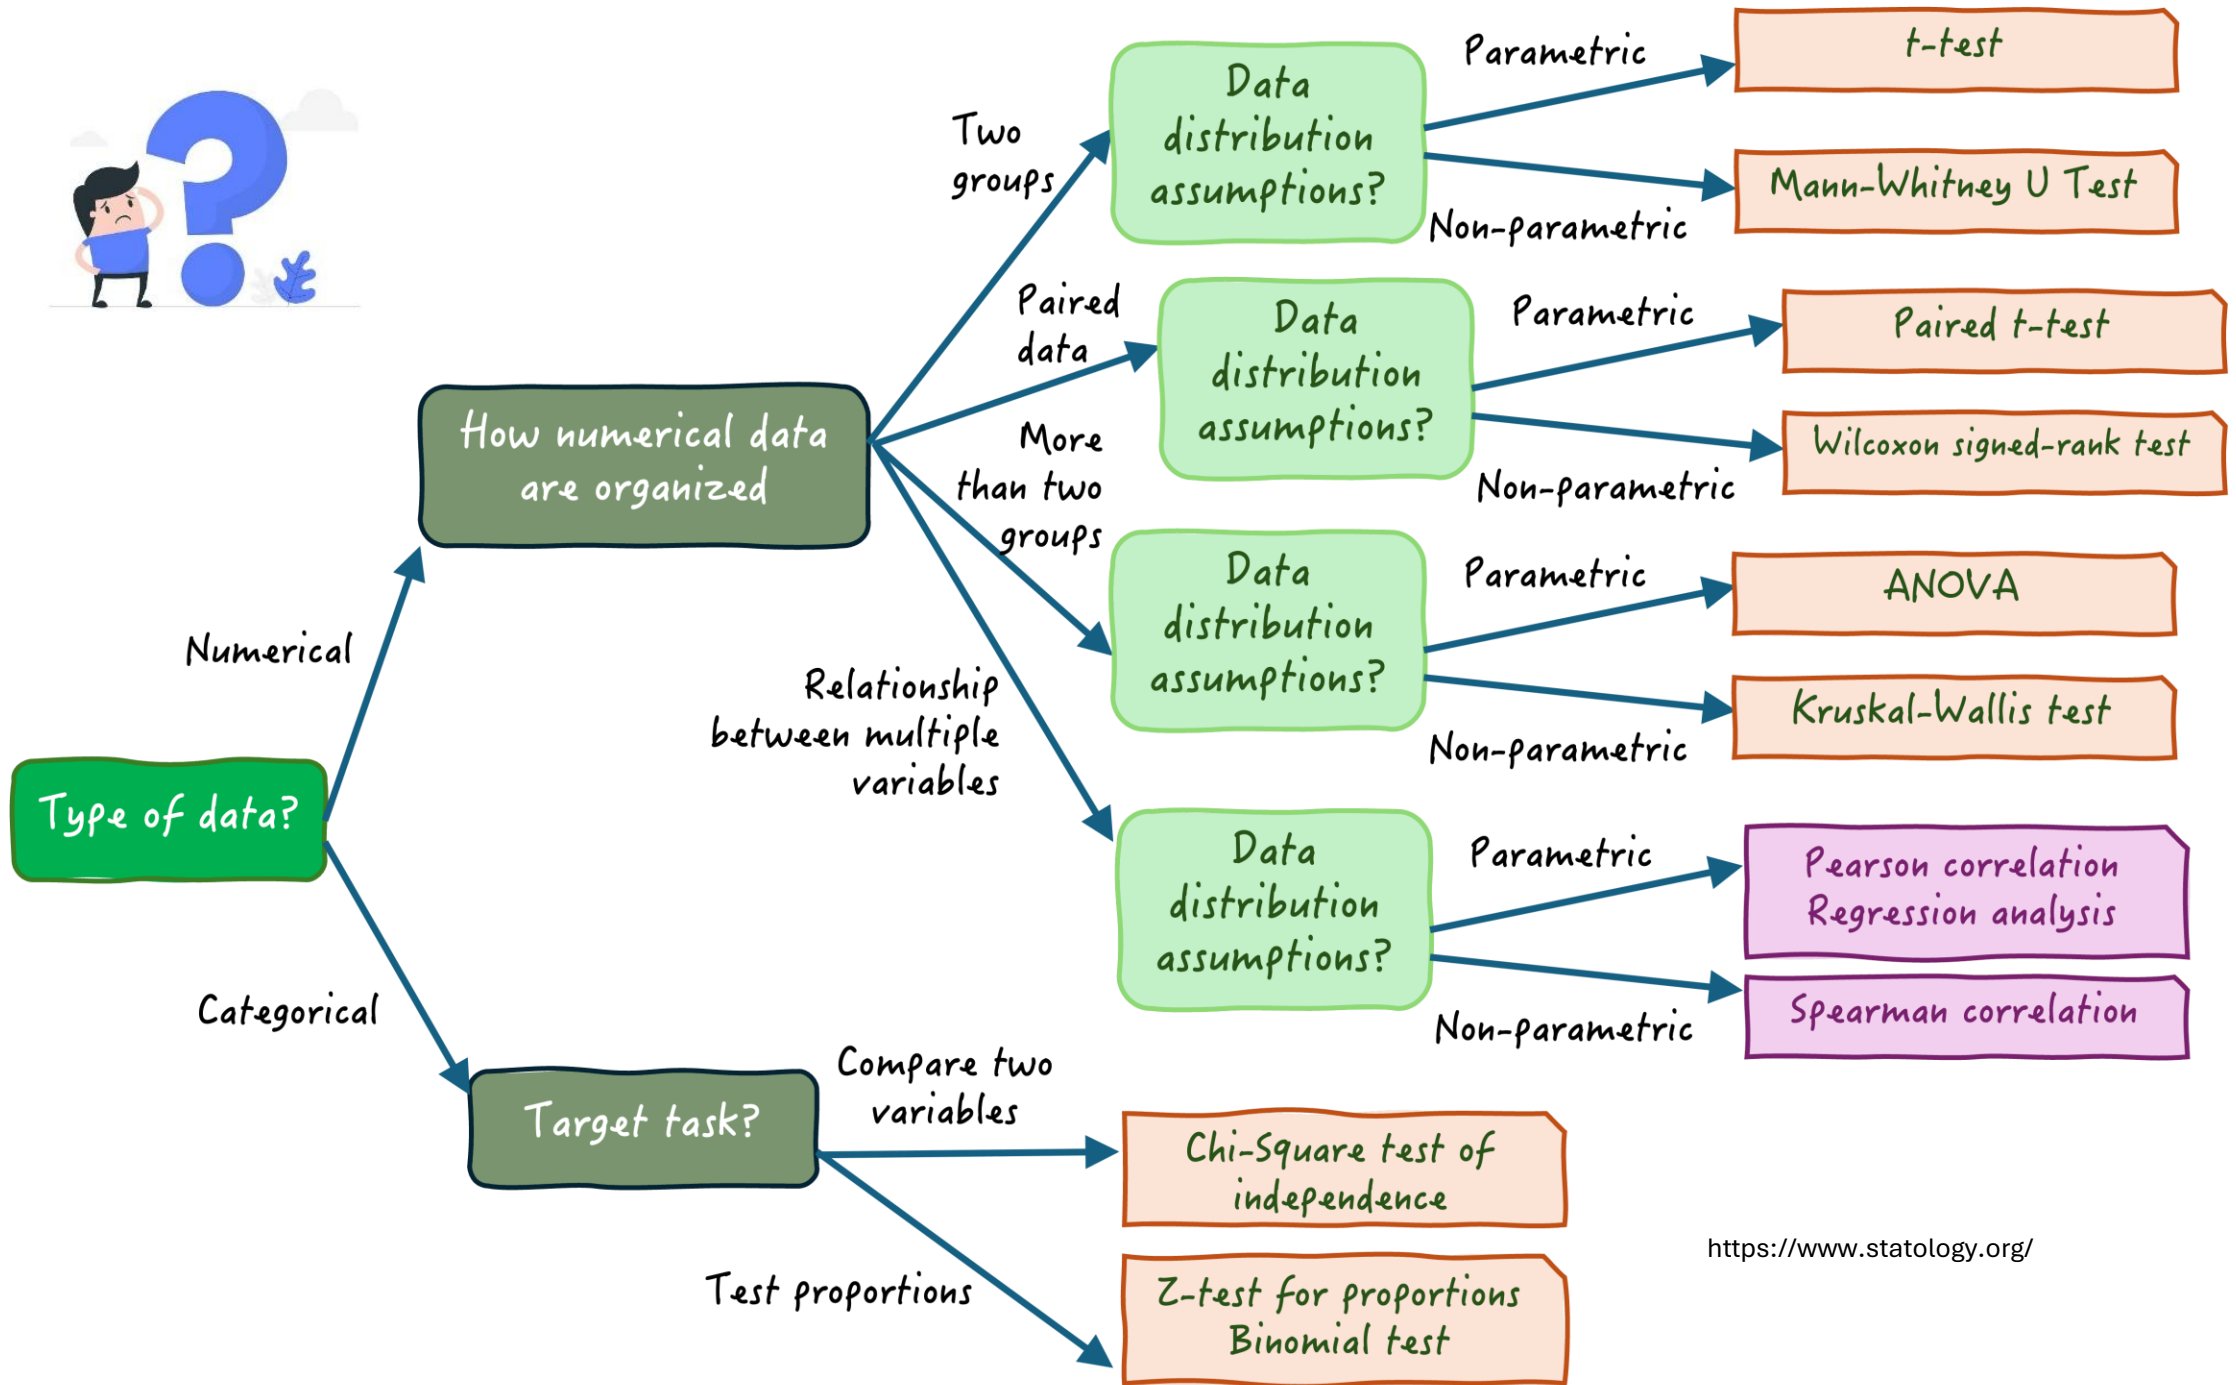 Type of data?
Numerical
Categorical
How numerical data
are organized
Two
groups
Paired
data
More
than two
groups
Relationship
between multiple
variables
Data
distribution
assumptions?
Parametric
Non-parametric
t-test
Mann-Whitney U Test
Data
distribution
assumptions?
Parametric
Non-parametric
Paired t-test
Wilcoxon signed-rank test
Data
distribution
assumptions?
Parametric
Non-parametric
ANOVA
Kruskal-Wallis test
Data
distribution
assumptions?
Parametric
Non-parametric
Pearson correlation
Regression analysis
Spearman correlation
Target task?
Compare two
variables
Test proportions
Chi-Square test of
independence
Z-test for proportions
Binomial test
https://www.statology.org/